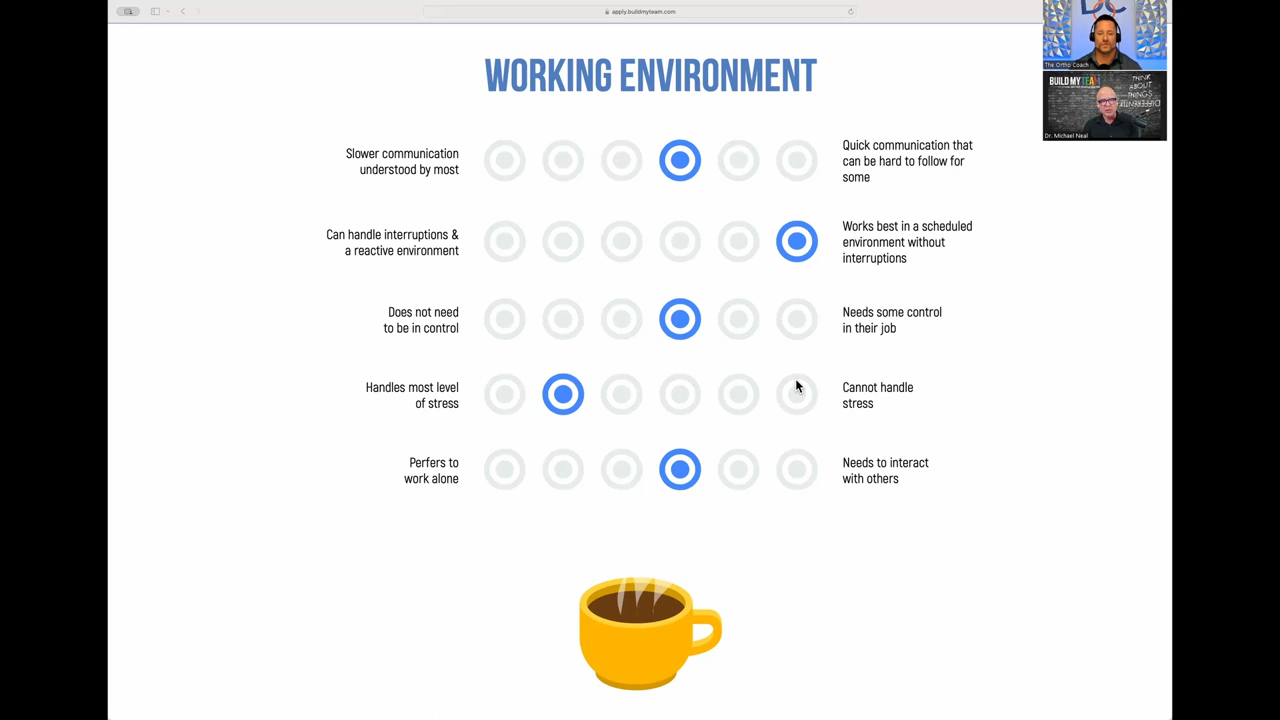 apply.buildmyteam.com
WORKING ENVIRONMENT
Slower communication
understood by most
Quick communication that
can be hard to follow for
some
Can handle interruptions &
a reactive environment
Works best in a scheduled
environment without
interruptions
Does not need
to be in control
Needs some control
in their job
Handles most level
of stress
Cannot handle
stress
Perfers to
work alone
Needs to interact
with others
DC
The Ortho Coach
BUILD MY TEAM
THINK
ABOUT
THINGS
DIFFERENTLY
Dr. Michael Neal